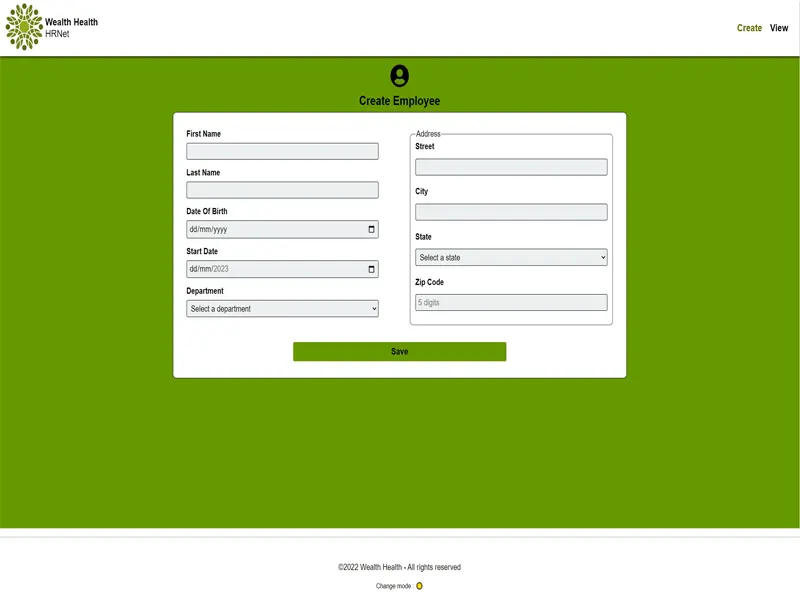 Wealth Health
HRNet
Create View
Create Employee
First Name
Last Name
Date Of Birth
dd/mm/yyyy
Start Date
dd/mm/2023
Department
Select a department
Address
Street
City
State
Select a state
Zip Code
5 digits
Save
©2022 Wealth Health - All rights reserved
Change mode :